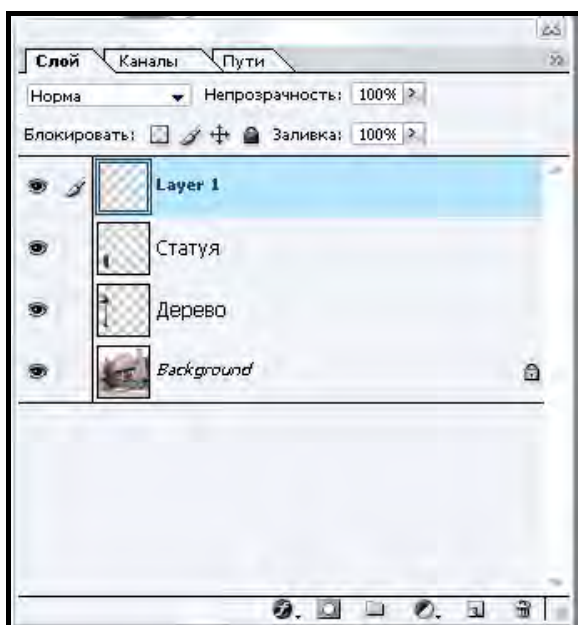 Слой Каналы Пути
Норма Непрозрачность: 100%
Блокировать: Заливка: 100%
Layer 1
Статуя
Дерево
Background